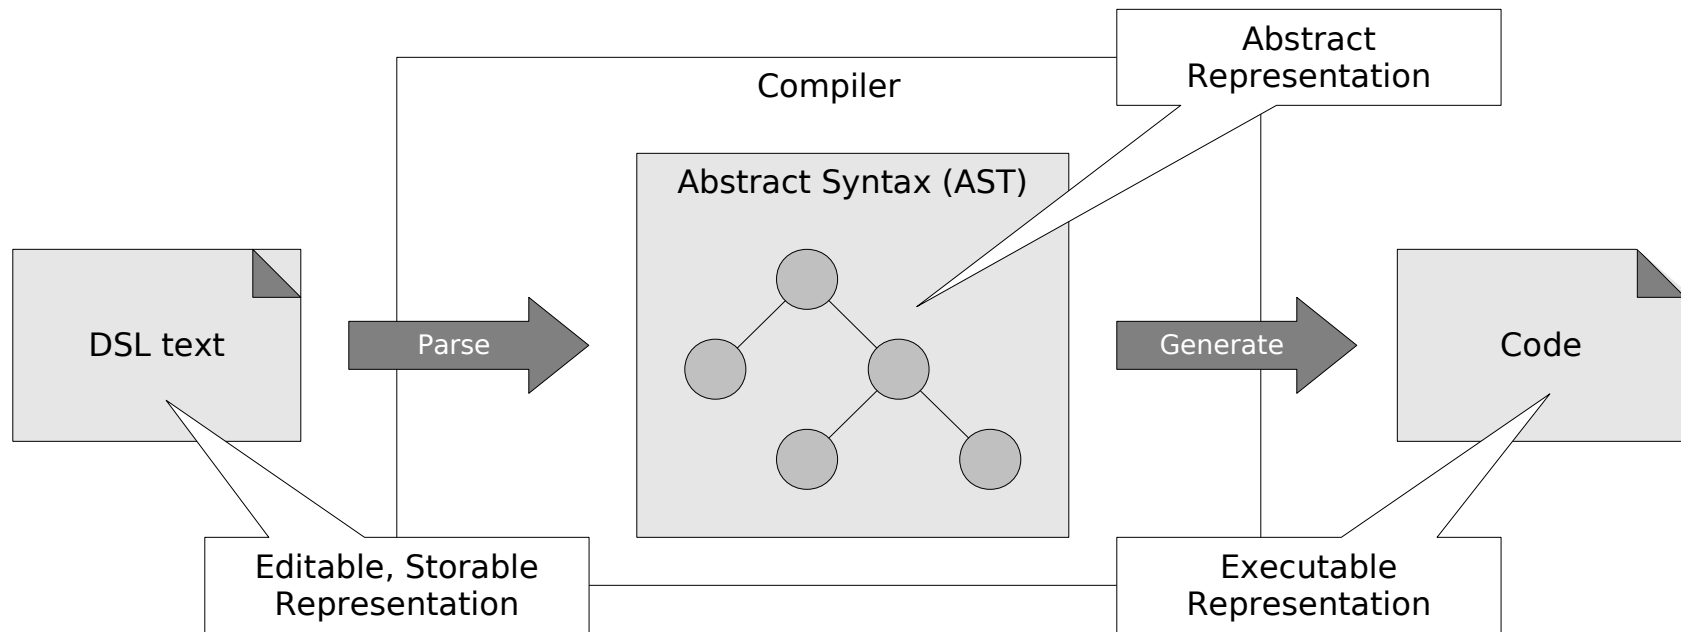 Abstract
Representation
Compiler
Abstract Syntax (AST)
DSL text
Parse
Generate
Code
Editable, Storable
Representation
Executable
Representation